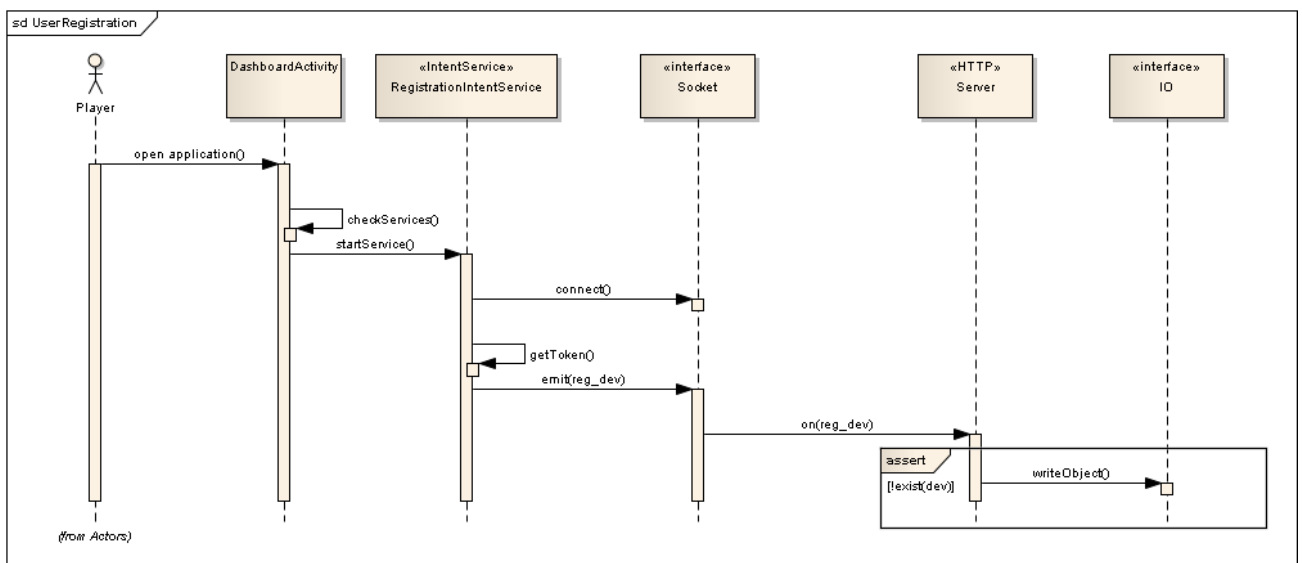 sd UserRegistration
Player
DashboardActivity
«IntentService»
RegistrationIntentService
«interface»
Socket
«HTTP»
Server
«interface»
IO
open application()
checkServices()
startService()
connect()
getToken()
emit(reg_dev)
on(reg_dev)
assert
[!exist(dev)]
writeObject()
(from Actors)